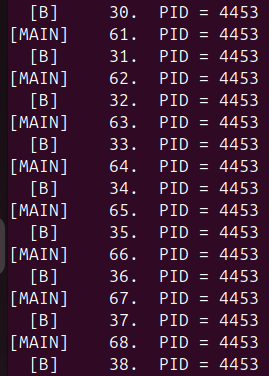 [B] 30. PID = 4453
[MAIN] 61. PID = 4453
[B] 31. PID = 4453
[MAIN] 62. PID = 4453
[B] 32. PID = 4453
[MAIN] 63. PID = 4453
[B] 33. PID = 4453
[MAIN] 64. PID = 4453
[B] 34. PID = 4453
[MAIN] 65. PID = 4453
[B] 35. PID = 4453
[MAIN] 66. PID = 4453
[B] 36. PID = 4453
[MAIN] 67. PID = 4453
[B] 37. PID = 4453
[MAIN] 68. PID = 4453
[B] 38. PID = 4453